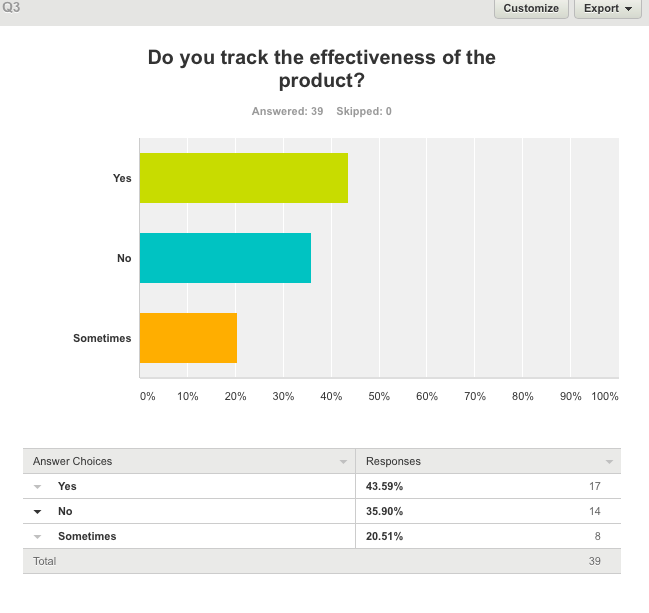 Q3
Customize
Export
Do you track the effectiveness of the
product?
Answered: 39 Skipped: 0
Yes
No
Sometimes
0% 10% 20% 30% 40% 50% 60% 70% 80% 90% 100%
Answer Choices Responses
Yes 43.59% 17
No 35.90% 14
Sometimes 20.51% 8
Total 39